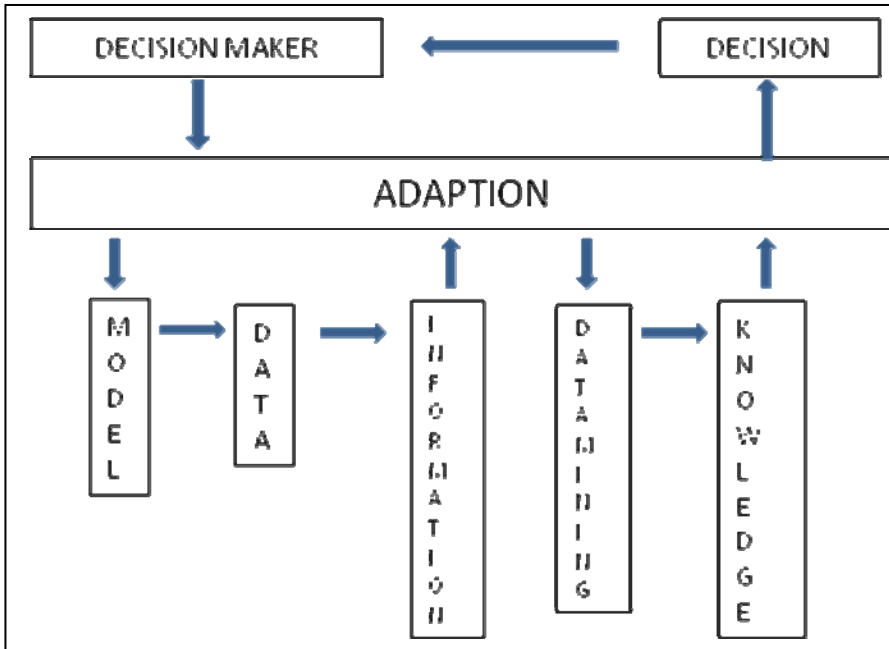 DECISION MAKER
DECISION
ADAPTION
MODEL
DATA
INFORMATION
DATAMINING
KNOWLEDGE